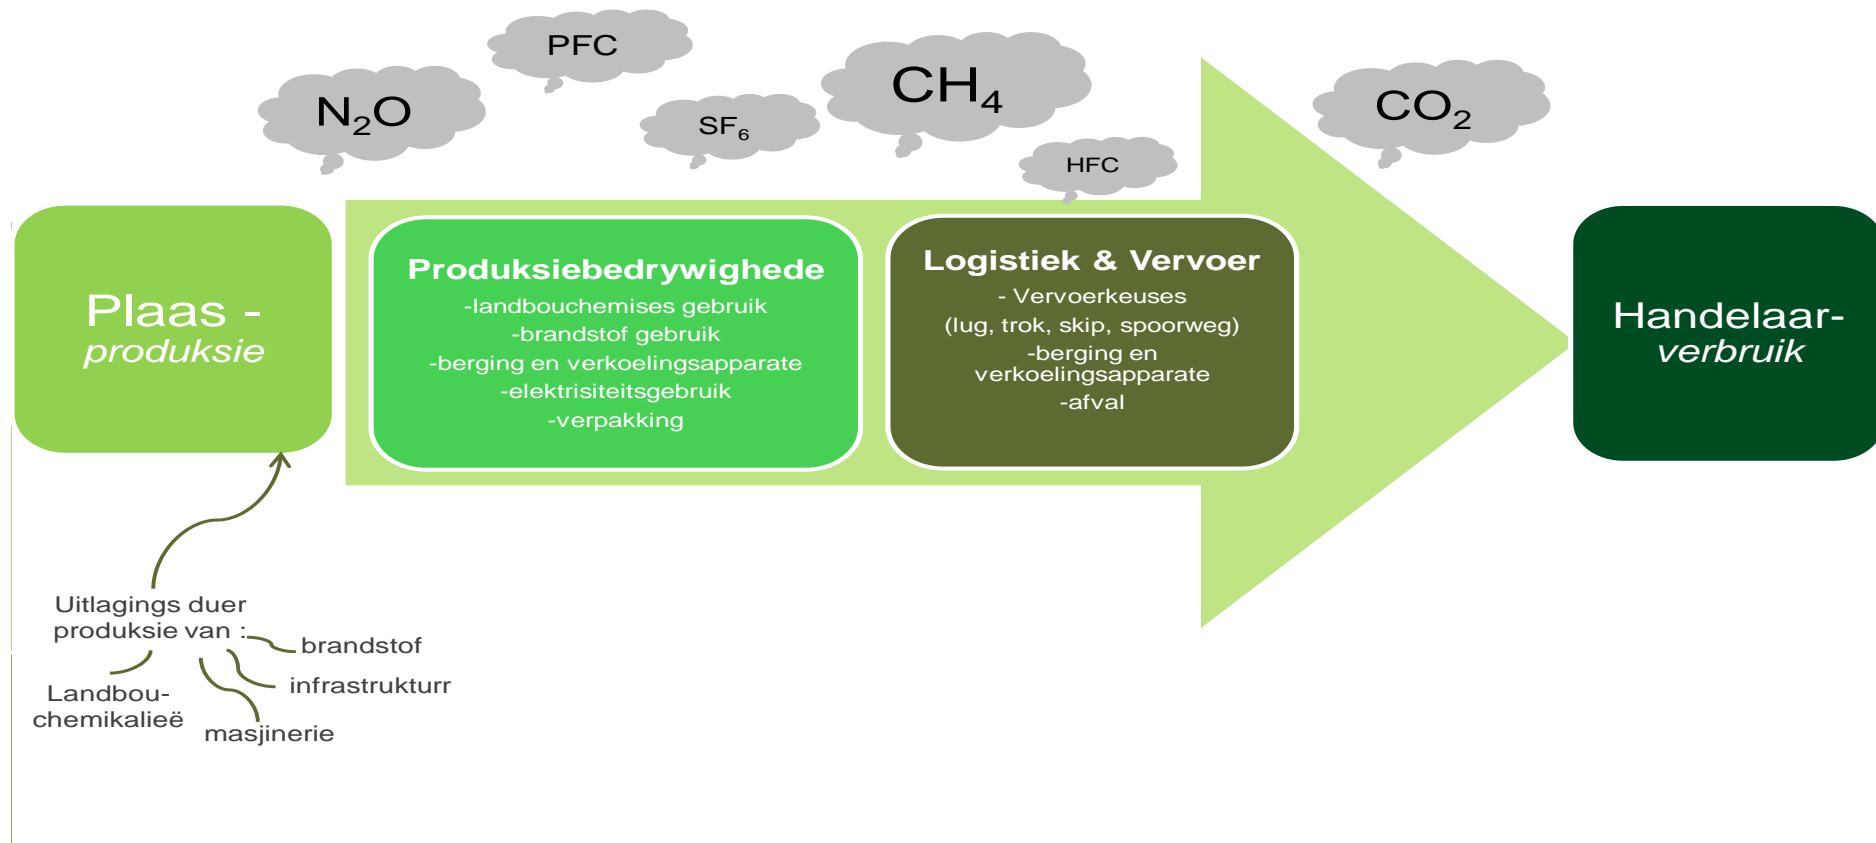 PFC
N₂O
SF₆
CH₄
HFC
CO₂
Plaas -
produksie
Produksiebedrywighede
-landbouchemises gebruik
-brandstof gebruik
-berging en verkoelingsapparate
-elektrisiteitsgebruik
-verpakking
Logistiek & Vervoer
- Vervoerkeuses
(lug, trok, skip, spoorweg)
-berging en
verkoelingsapparate
-afval
Handelaar-
verbruik
Uitlagings duer
produksie van :
brandstof
infrastrukturr
masjinerie
Landbou-
chemikalieë